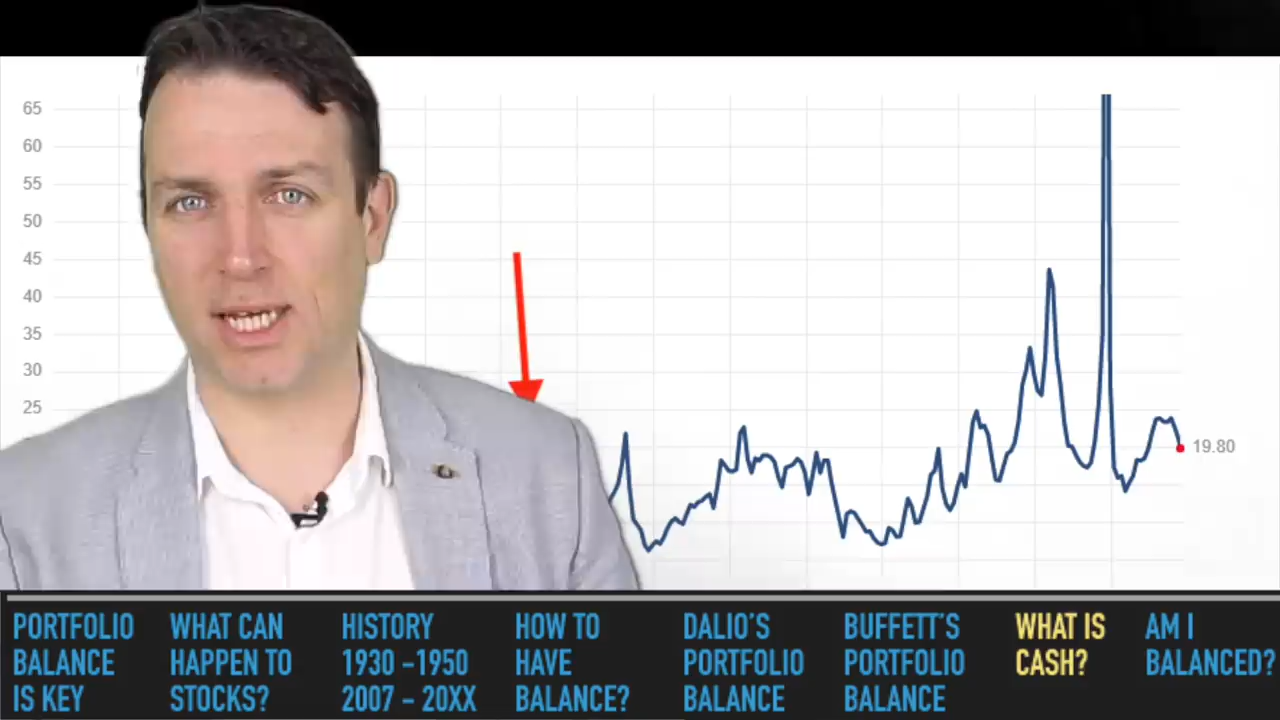 65
60
55
50
45
40
35
30
25
19.80
PORTFOLIO
BALANCE
IS KEY
WHAT CAN
HAPPEN TO
STOCKS?
HISTORY
1930 –1950
2007 – 20XX
HOW TO
HAVE
BALANCE?
DALIO'S
PORTFOLIO
BALANCE
BUFFETT'S
PORTFOLIO
BALANCE
WHAT IS
CASH?
AM I
BALANCED?